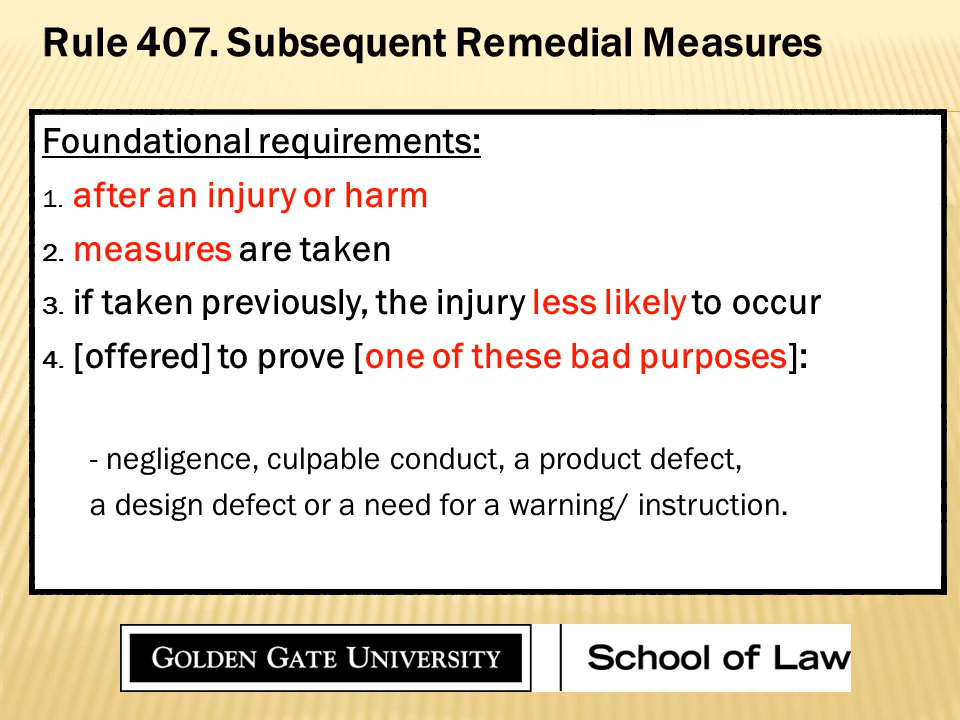 Rule 407. Subsequent Remedial Measures
Foundational requirements:
1. after an injury or harm
2. measures are taken
3. if taken previously, the injury less likely to occur
4. [offered] to prove [one of these bad purposes]:
- negligence, culpable conduct, a product defect,
a design defect or a need for a warning/ instruction.
GOLDEN GATE UNIVERSITY School of Law